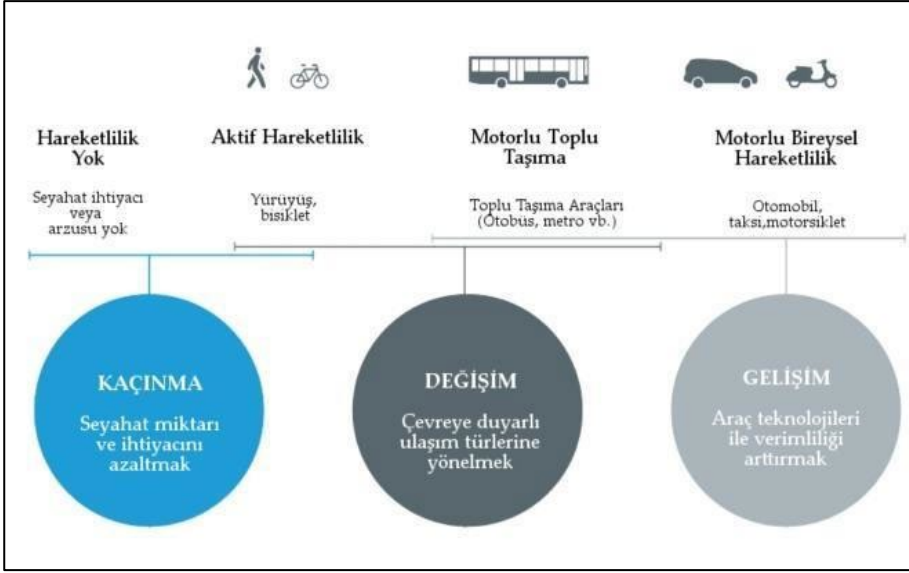 Hareketlilik
Yok
Seyahat ihtiyacı
veya
arzusu yok
Aktif Hareketlilik
Yürüyüş,
bisiklet
Motorlu Toplu
Taşıma
Toplu Taşıma Araçları
(Otobüs, metro vb.)
Motorlu Bireysel
Hareketlilik
Otomobil,
taksi,motorsiklet
KAÇINMA
Seyahat miktarı
ve ihtiyacını
azaltmak
DEĞİŞİM
Çevreye duyarlı
ulaşım türlerine
yönelmek
GELİŞİM
Araç teknolojileri
ile verimliliği
arttırmak